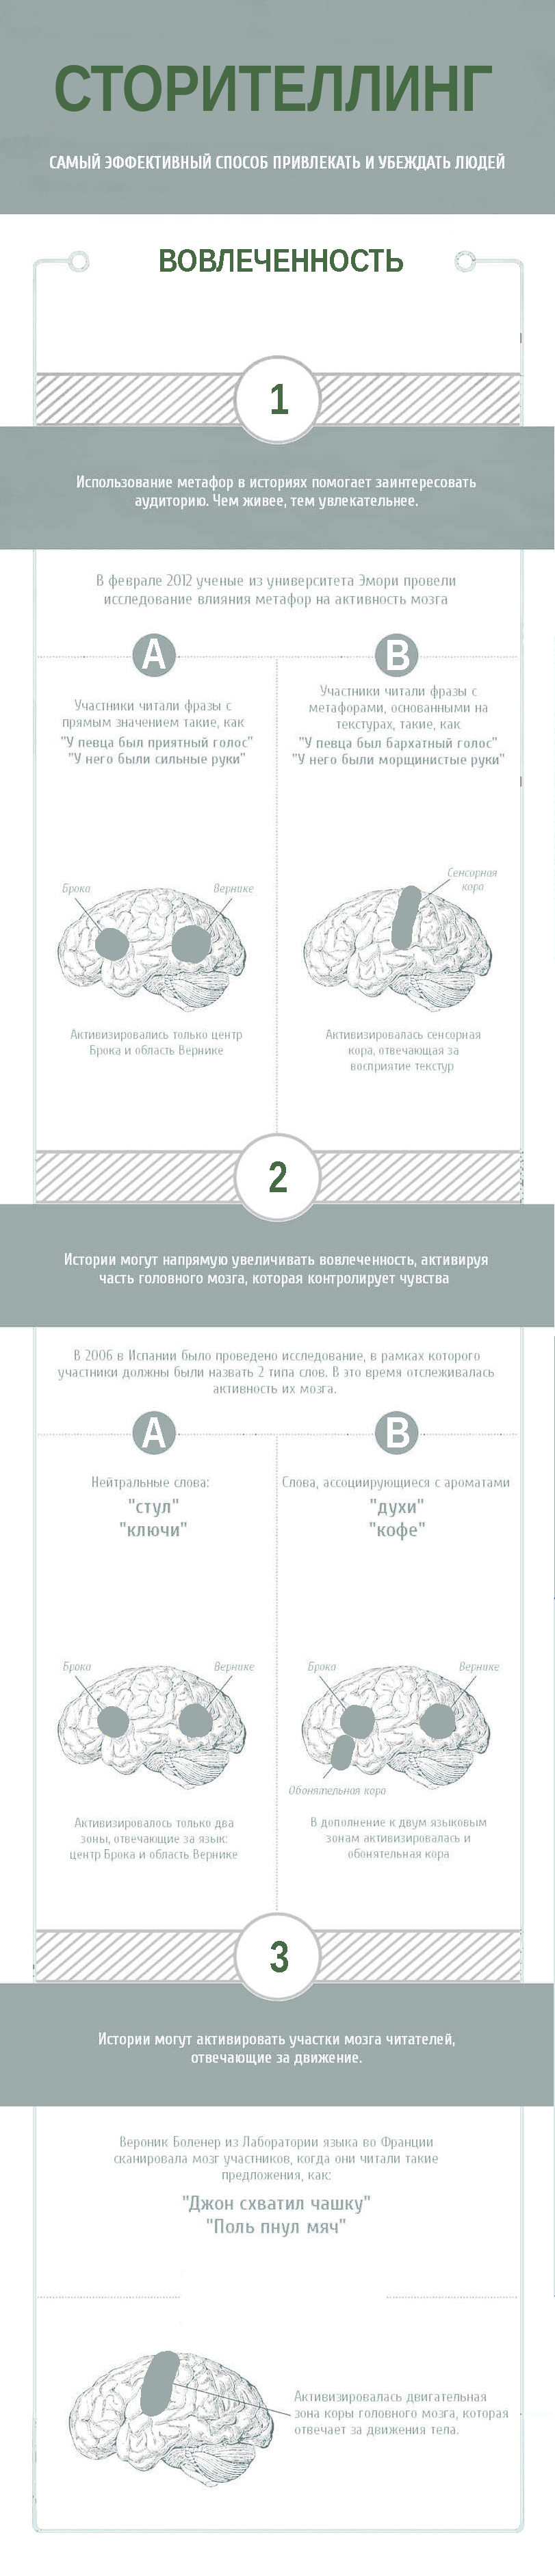 СТОРИТЕЛЛИНГ
САМЫЙ ЭФФЕКТИВНЫЙ СПОСОБ ПРИВЛЕКАТЬ И УБЕЖДАТЬ ЛЮДЕЙ
ВОВЛЕЧЕННОСТЬ
1
Использование метафор в историях помогает заинтересовать
аудиторию. Чем живее, тем увлекательнее.
В феврале 2012 ученые из университета Эмори провели
исследование влияния метафор на активность мозга
A
Участники читали фразы с
прямым значением такие, как
"У певца был приятный голос"
"У него были сильные руки"
B
Участники читали фразы с
метафорами, основанными на
текстурах, такие, как
"У певца был бархатный голос"
"У него были морщинистые руки"
Брока
Вернике
Активизировались только центр
Брока и область Вернике
Сенсорная
кора
Активизировалась сенсорная
кора, отвечающая за
восприятие текстур
2
Истории могут напрямую увеличивать вовлеченность, активируя
часть головного мозга, которая контролирует чувства
В 2006 в Испании было проведено исследование, в рамках которого
участники должны были назвать 2 типа слов. В это время отслеживалась
активность их мозга.
A
Нейтральные слова:
"стул"
"ключи"
B
Слова, ассоциирующиеся с ароматами
"духи"
"кофе"
Брока
Вернике
Активизировалось только два
зоны, отвечающие за язык:
центр Брока и область Вернике
Брока
Вернике
Обонятельная кора
В дополнение к двум языковым
зонам активизировалась и
обонятельная кора
3
Истории могут активировать участки мозга читателей,
отвечающие за движение.
Вероник Боленер из Лаборатории языка во Франции
сканировала мозг участников, когда они читали такие
предложения, как:
"Джон схватил чашку"
"Поль пнул мяч"
Активизировалась двигательная
зона коры головного мозга, которая
отвечает за движения тела.